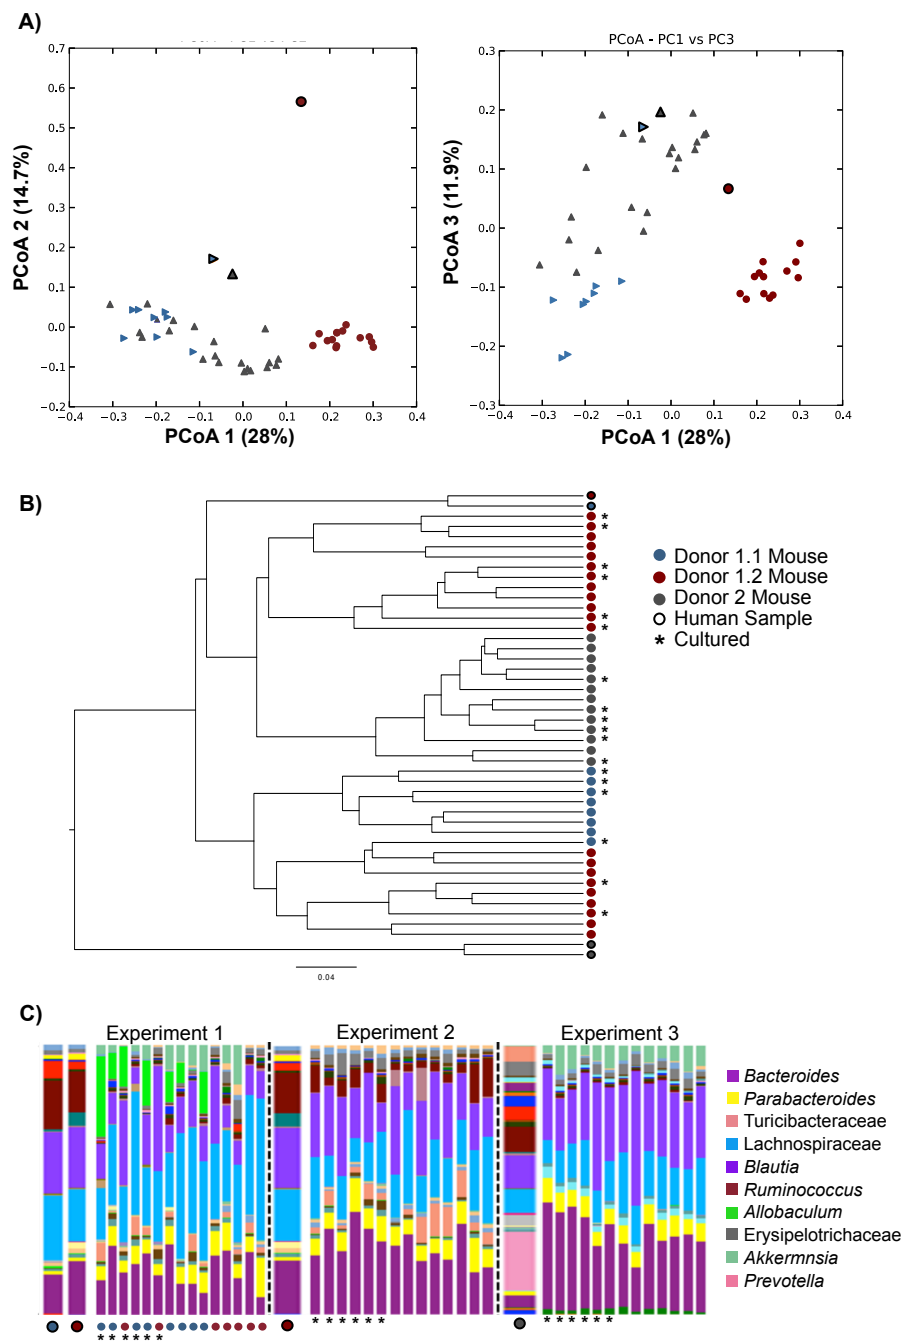 A)
PCoA - PC1 vs PC3
0.7
0.6
0.5
0.4
0.3
0.2
0.1
0.0
−0.1
−0.2
PCoA 2 (14.7%)
−0.4 −0.3 −0.2 −0.1 0.0 0.1 0.2 0.3 0.4
PCoA 1 (28%)
0.3
0.2
0.1
0.0
−0.1
−0.2
−0.3
PCoA 3 (11.9%)
−0.4 −0.3 −0.2 −0.1 0.0 0.1 0.2 0.3 0.4
PCoA 1 (28%)
B)
Donor 1.1 Mouse
Donor 1.2 Mouse
Donor 2 Mouse
Human Sample
* Cultured
0.04
C)
Experiment 1
Experiment 2
Experiment 3
Bacteroides
Parabacteroides
Turicibacteraceae
Lachnospiraceae
Blautia
Ruminococcus
Allobaculum
Erysipelotrichaceae
Akkermnsia
Prevotella